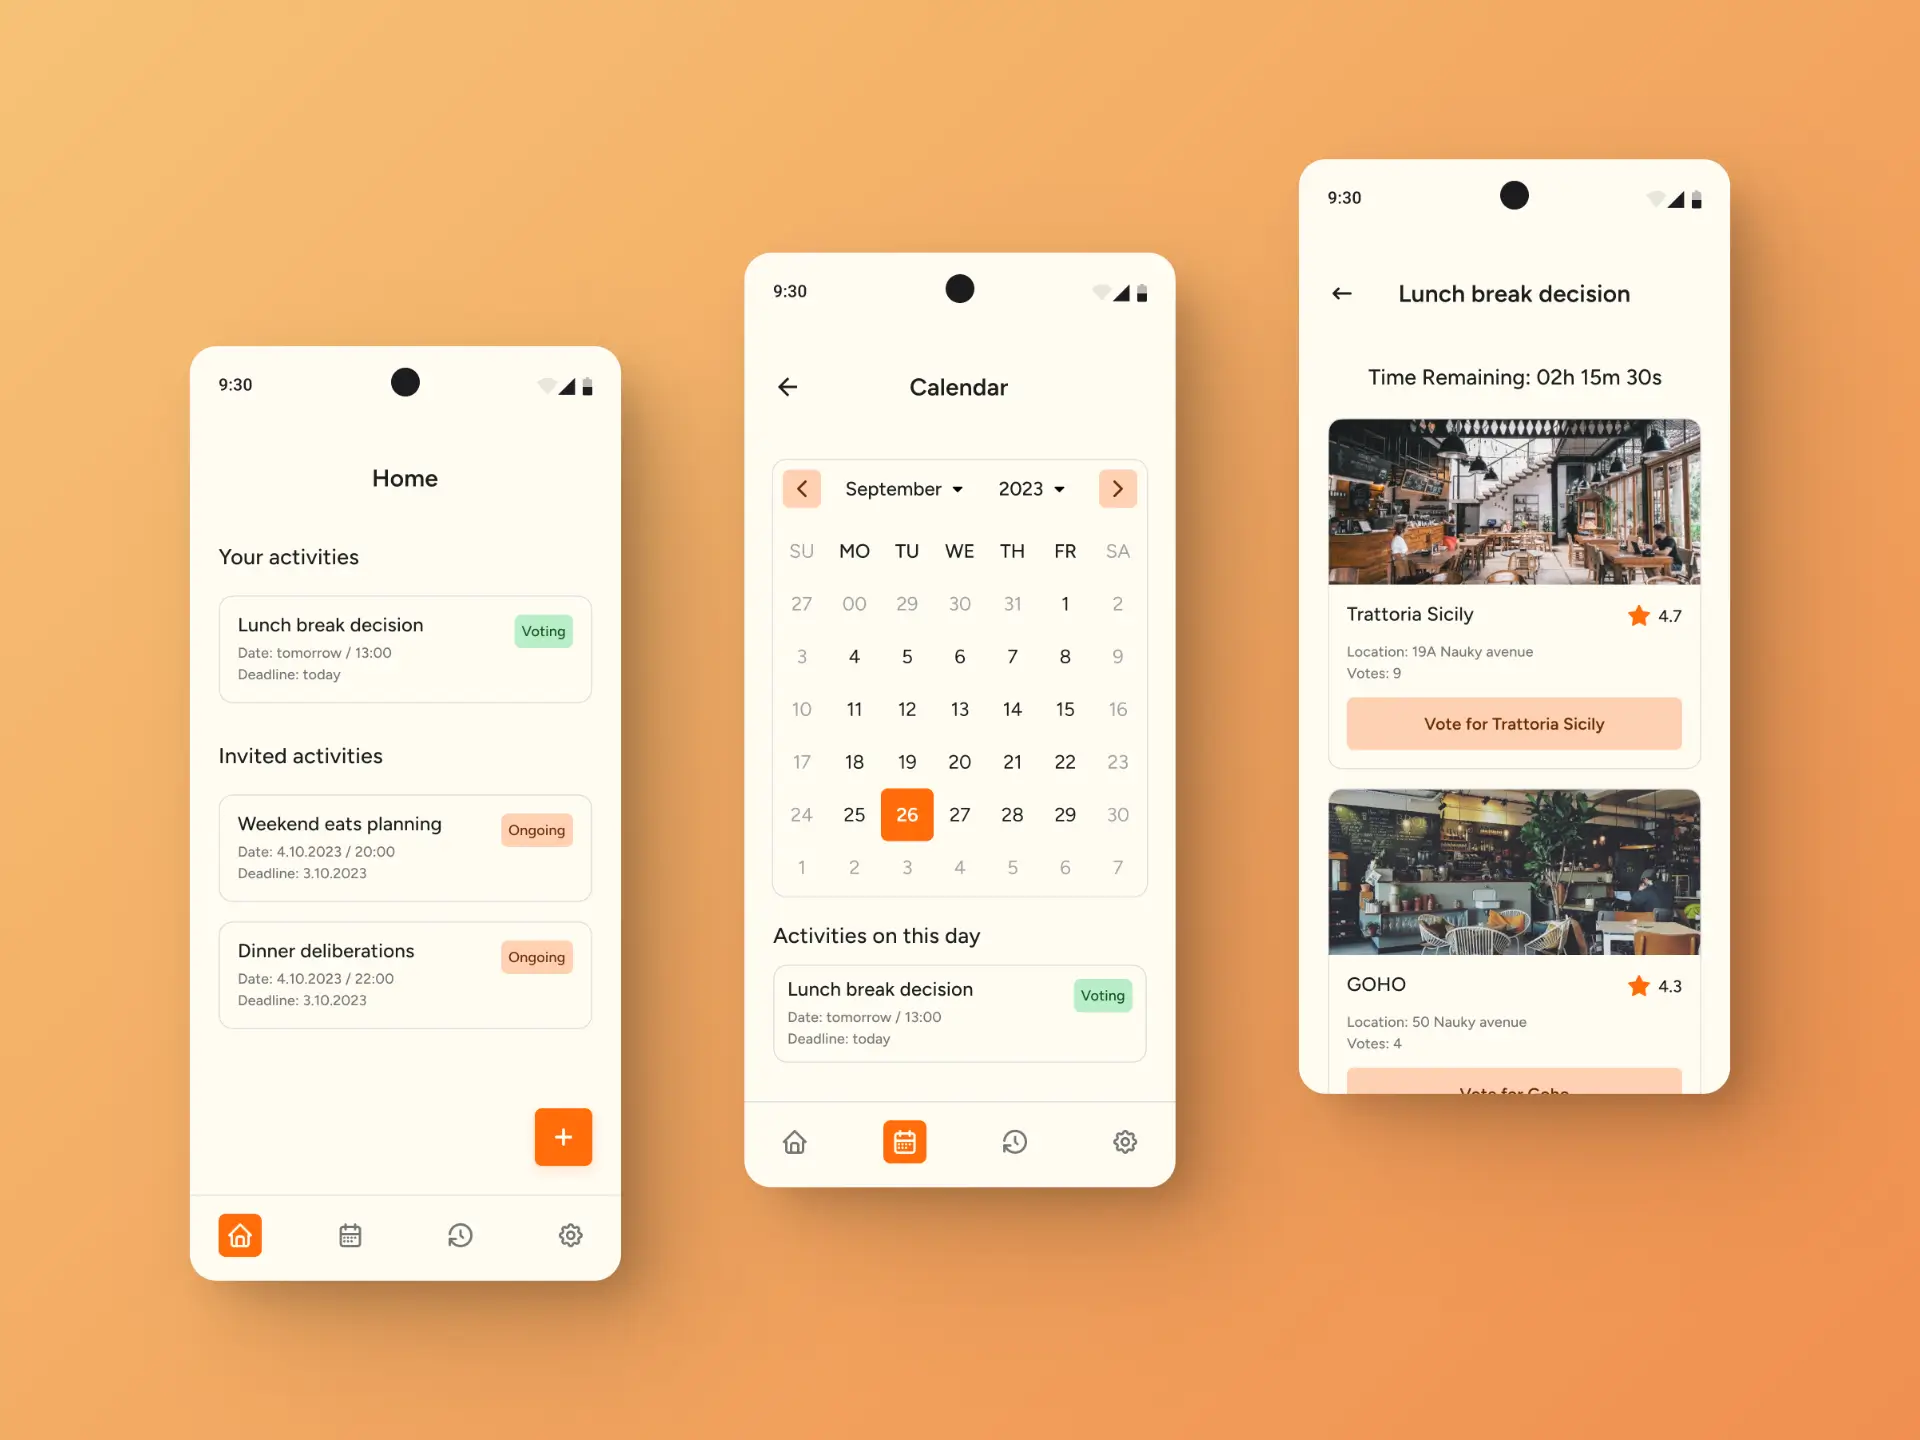 9:30
Home
Your activities
Lunch break decision
Voting
Date: tomorrow / 13:00
Deadline: today
Invited activities
Weekend eats planning
Ongoing
Date: 4.10.2023 / 20:00
Deadline: 3.10.2023
Dinner deliberations
Ongoing
Date: 4.10.2023 / 22:00
Deadline: 3.10.2023
+
9:30
Calendar
September 2023
SU MO TU WE TH FR SA
27 00 29 30 31 1 2
3 4 5 6 7 8 9
10 11 12 13 14 15 16
17 18 19 20 21 22 23
24 25 26 27 28 29 30
1 2 3 4 5 6 7
Activities on this day
Lunch break decision
Voting
Date: tomorrow / 13:00
Deadline: today
9:30
Lunch break decision
Time Remaining: 02h 15m 30s
Trattoria Sicily
4.7
Location: 19A Nauky avenue
Votes: 9
Vote for Trattoria Sicily
GOHO
4.3
Location: 50 Nauky avenue
Votes: 4
Vote for Goho